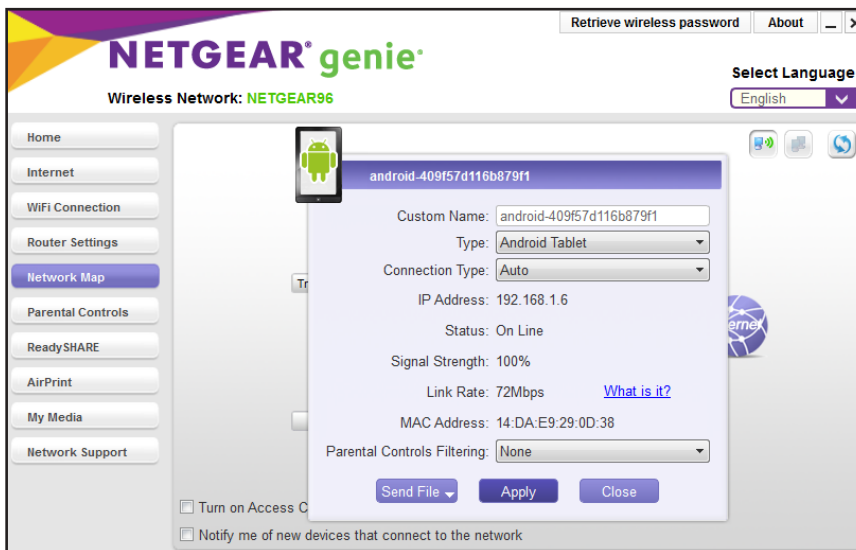 Retrieve wireless password About
NETGEAR® genie®
Select Language
Wireless Network: NETGEAR96
English
Home
Internet
WiFi Connection
Router Settings
Network Map
Parental Controls
ReadySHARE
AirPrint
My Media
Network Support
android-409f57d116b879f1
Custom Name: android-409f57d116b879f1
Type: Android Tablet
Connection Type: Auto
IP Address: 192.168.1.6
Status: On Line
Signal Strength: 100%
Link Rate: 72Mbps What is it?
MAC Address: 14:DA:E9:29:0D:38
Parental Controls Filtering: None
Send File Apply Close
Tr
ernet
Turn on Access C
Notify me of new devices that connect to the network